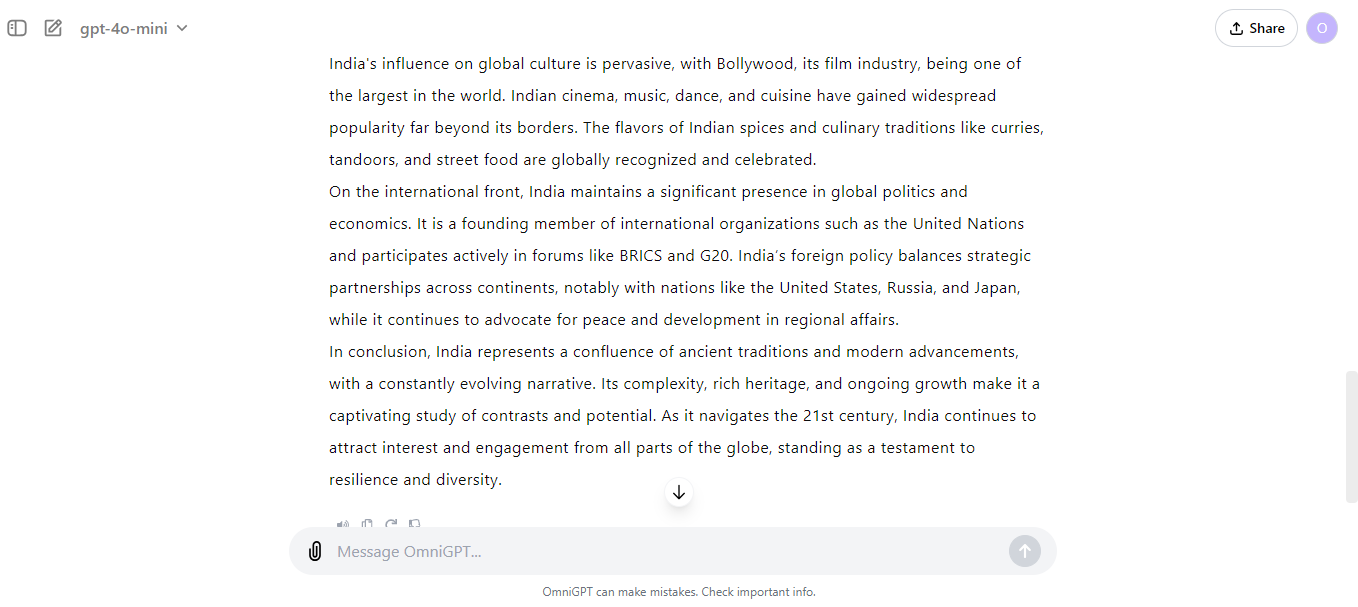 gpt-4o-mini
Share
O
India's influence on global culture is pervasive, with Bollywood, its film industry, being one of
the largest in the world. Indian cinema, music, dance, and cuisine have gained widespread
popularity far beyond its borders. The flavors of Indian spices and culinary traditions like curries,
tandoors, and street food are globally recognized and celebrated.
On the international front, India maintains a significant presence in global politics and
economics. It is a founding member of international organizations such as the United Nations
and participates actively in forums like BRICS and G20. India's foreign policy balances strategic
partnerships across continents, notably with nations like the United States, Russia, and Japan,
while it continues to advocate for peace and development in regional affairs.
In conclusion, India represents a confluence of ancient traditions and modern advancements,
with a constantly evolving narrative. Its complexity, rich heritage, and ongoing growth make it a
captivating study of contrasts and potential. As it navigates the 21st century, India continues to
attract interest and engagement from all parts of the globe, standing as a testament to
resilience and diversity.
Message OmniGPT...
OmniGPT can make mistakes. Check important info.